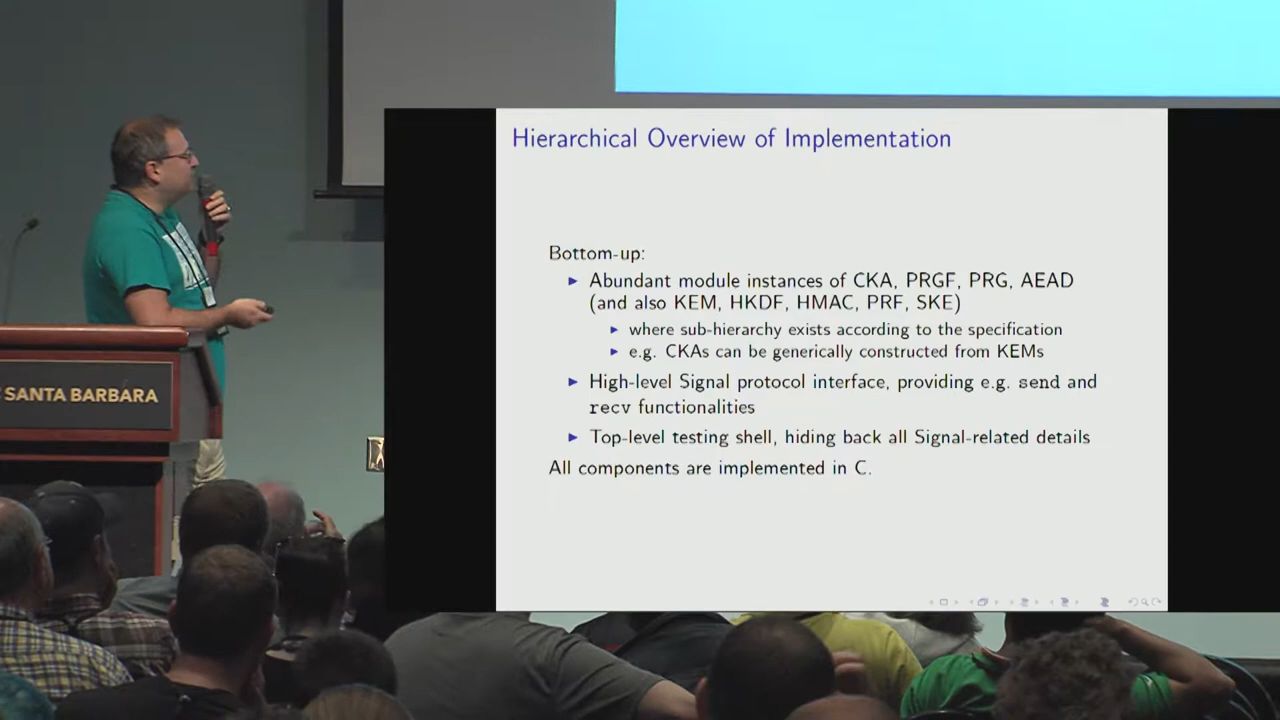 Hierarchical Overview of Implementation
Bottom-up:
► Abundant module instances of CKA, PRGF, PRG, AEAD
(and also KEM, HKDF, HMAC, PRF, SKE)
► where sub-hierarchy exists according to the specification
► e.g. CKAs can be generically constructed from KEMs
► High-level Signal protocol interface, providing e.g. send and
recv functionalities
► Top-level testing shell, hiding back all Signal-related details
All components are implemented in C.
SANTA BARBARA